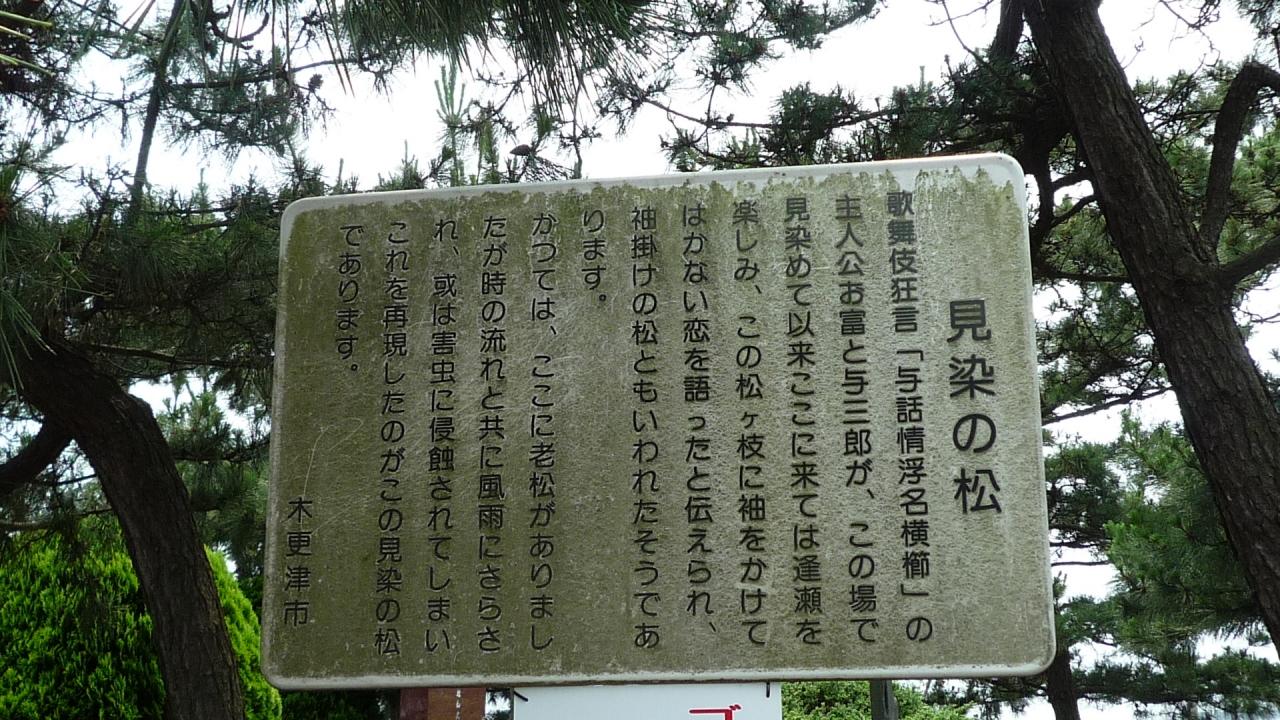 見染の松
歌舞伎狂言「与話情浮名横櫛」の
主人公お富と与三郎が、この場で
見染めて以来ここに来ては逢瀬を
楽しみ、この松ヶ枝に袖をかけて
はかない恋を語ったと伝えられ、
袖掛けの松ともいわれたそうであ
ります。
かつては、ここに老松がありまし
たが時の流れと共に風雨にさらさ
れ、或は害虫に侵蝕されてしまい
これを再現したのがこの見染の松
であります。
木更津市
ゴ